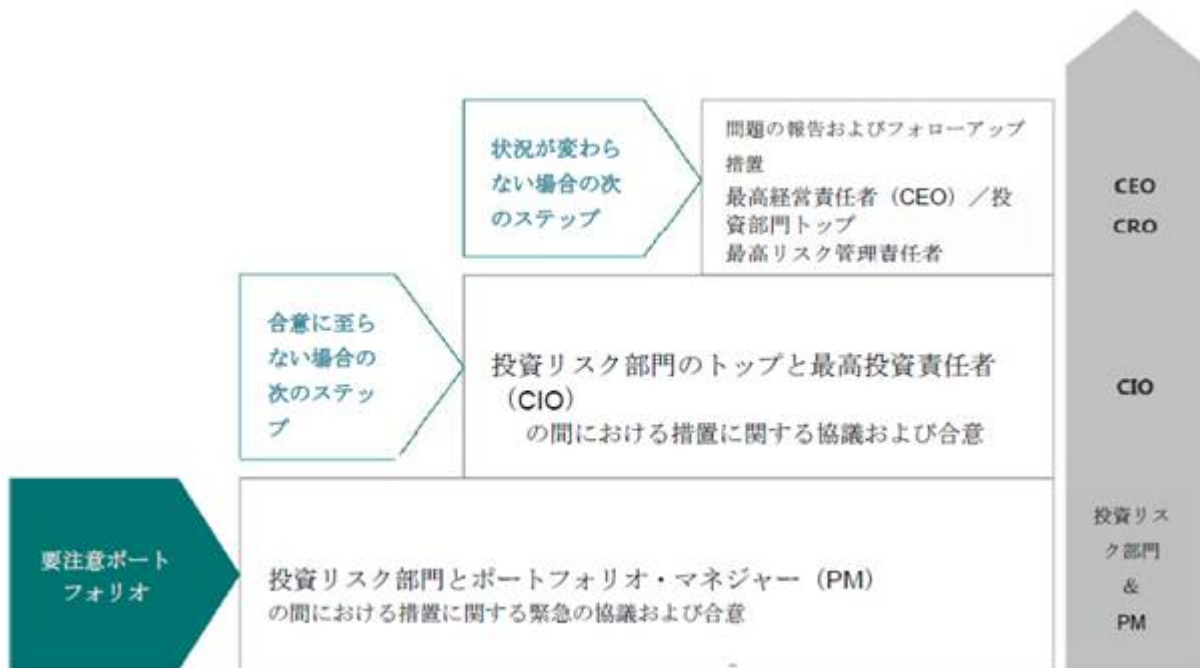 状況が変わら
ない場合の次
のステップ
問題の報告およびフォローアップ
措置
最高経営責任者（CEO）／投
資部門トップ
最高リスク管理責任者
CEO
CRO
合意に至ら
ない場合の
次のステッ
プ
投資リスク部門のトップと最高投資責任者
（CIO）
の間における措置に関する協議および合意
CIO
要注意ポート
フォリオ
投資リスク部門とポートフォリオ・マネジャー（PM）
の間における措置に関する緊急の協議および合意
投資リス
ク部門
&
PM